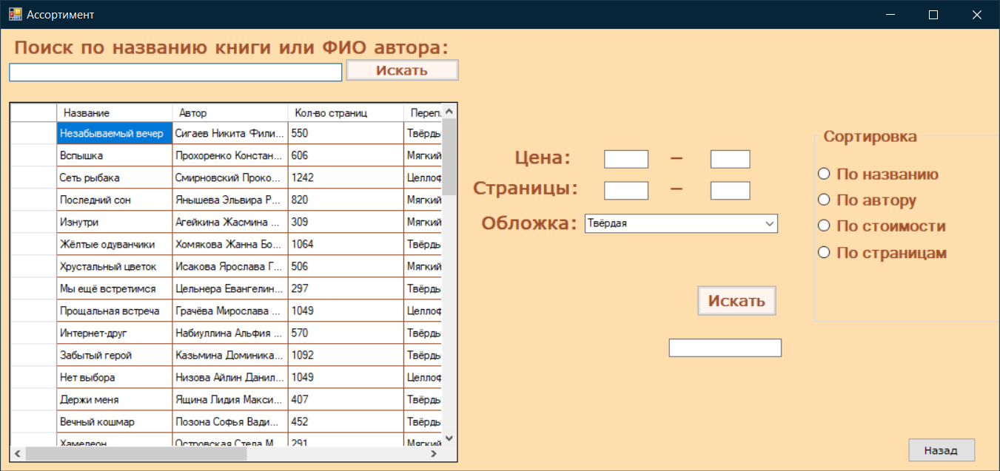 Ассортимент
Поиск по названию книги или ФИО автора:
Искать
Название Автор Кол-во страниц Перепл
Незабываемый вечер Сигаев Никита Фили... 550 Твёрды
Вспышка Прохоренко Констан... 606 Мягкий
Сеть рыбака Смирновский Проко... 1242 Целлоф
Последний сон Янышева Эльвира Р... 820 Мягкий
Изнутри Агейкина Жасмина ... 309 Мягкий
Жёлтые одуванчики Хомякова Жанна Бо... 1064 Твёрды
Хрустальный цветок Исакова Ярослава Г... 506 Мягкий
Мы ещё встретимся Цельнера Евангелин... 297 Твёрды
Прощальная встреча Грачёва Мирослава ... 1049 Целлоф
Интернет-друг Набиуллина Альфия ... 570 Твёрды
Забытый герой Казьмина Доминика... 1092 Твёрды
Нет выбора Низова Айлин Данил... 1049 Целлоф
Держи меня Ящина Лидия Макси... 407 Твёрды
Вечный кошмар Позона Софья Вади... 452 Твёрды
Хамелеон Островская Стела М... 291 Мягкий
Цена: –
Страницы: –
Обложка: Твёрдая
Искать
Сортировка
По названию
По автору
По стоимости
По страницам
Назад